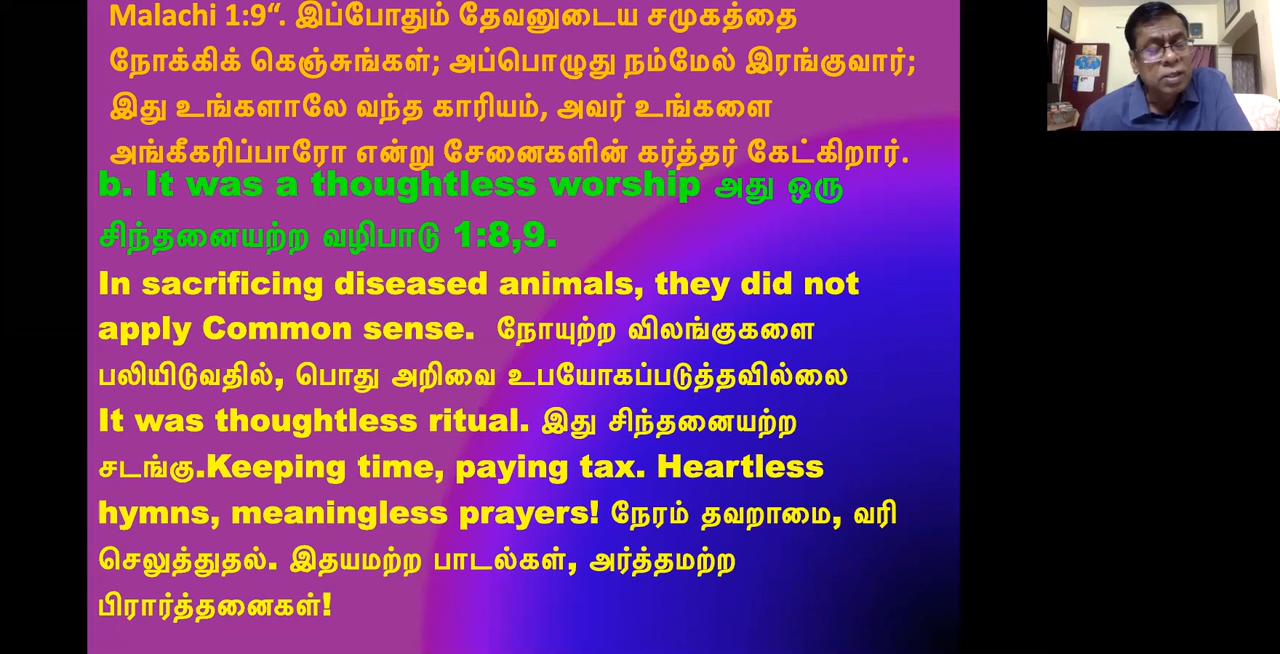 Malachi 1:9“. இப்போதும் தேவனுடைய சமுகத்தை
நோக்கிக் கெஞ்சுங்கள்; அப்பொழுது நம்மேல் இரங்குவார்;
இது உங்களாலே வந்த காரியம், அவர் உங்களை
அங்கீகரிப்பாரோ என்று சேனைகளின் கர்த்தர் கேட்கிறார்.
b. It was a thoughtless worship அது ஒரு
சிந்தனையற்ற வழிபாடு 1:8,9.
In sacrificing diseased animals, they did not
apply Common sense. நோயுற்ற விலங்குகளை
பலியிடுவதில், பொது அறிவை உபயோகப்படுத்தவில்லை
It was thoughtless ritual. இது சிந்தனையற்ற
சடங்கு.Keeping time, paying tax. Heartless
hymns, meaningless prayers! நேரம் தவறாமை, வரி
செலுத்துதல். இதயமற்ற பாடல்கள், அர்த்தமற்ற
பிரார்த்தனைகள்!